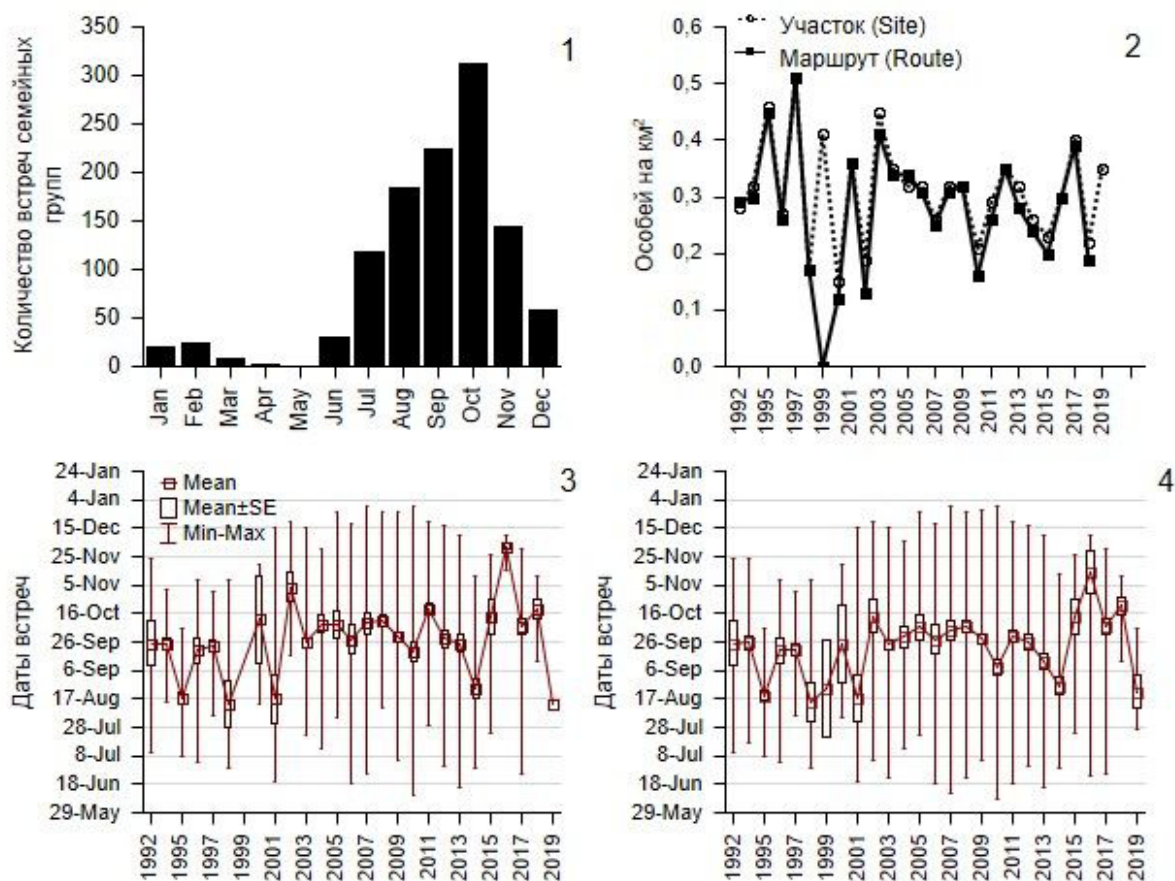 Количество встреч семейных
групп
350
300
250
200
150
100
50
0
1
Jan
Feb
Mar
Apr
May
Jun
Jul
Aug
Sep
Oct
Nov
Dec
Особей на км²
0,6
0,5
0,4
0,3
0,2
0,1
0,0
Участок (Site)
Маршрут (Route)
2
1992
1995
1997
1999
2001
2003
2005
2007
2009
2011
2013
2015
2017
2019
Даты встреч
24-Jan
4-Jan
15-Dec
25-Nov
5-Nov
16-Oct
26-Sep
6-Sep
17-Aug
28-Jul
8-Jul
18-Jun
29-May
Mean
Mean±SE
Min-Max
3
1992
1995
1997
1999
2001
2003
2005
2007
2009
2011
2013
2015
2017
2019
Даты встреч
24-Jan
4-Jan
15-Dec
25-Nov
5-Nov
16-Oct
26-Sep
6-Sep
17-Aug
28-Jul
8-Jul
18-Jun
29-May
4
1992
1995
1997
1999
2001
2003
2005
2007
2009
2011
2013
2015
2017
2019